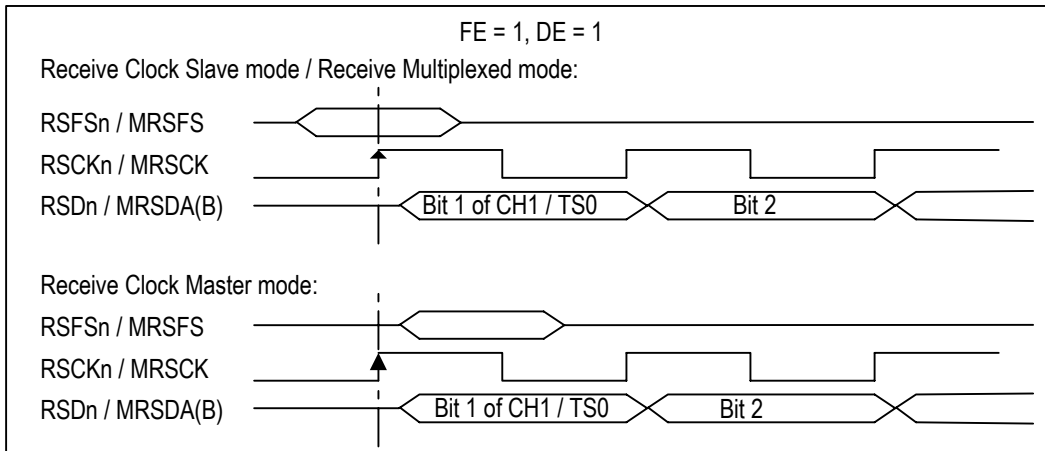 FE = 1, DE = 1
Receive Clock Slave mode / Receive Multiplexed mode:
RSFSn / MRSFS
RSCKn / MRSCK
RSDn / MRSDA(B)
Bit 1 of CH1 / TS0
Bit 2
Receive Clock Master mode:
RSFSn / MRSFS
RSCKn / MRSCK
RSDn / MRSDA(B)
Bit 1 of CH1 / TS0
Bit 2